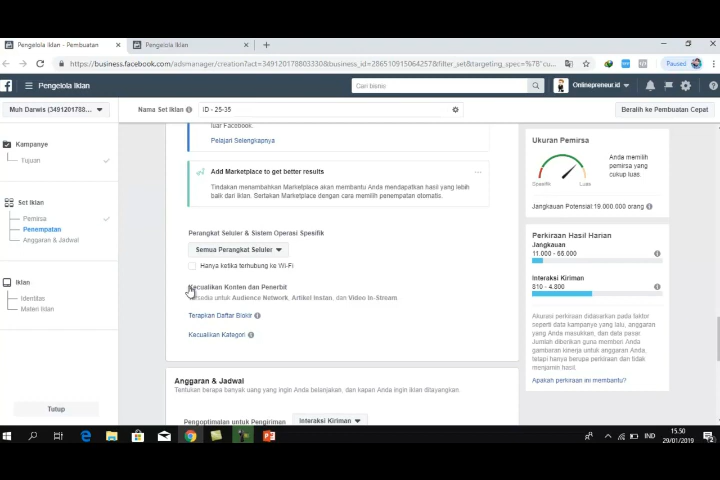 Pengelola Iklan - Pembuatan
Pengelola Iklan
https://business.facebook.com/adsmanager/creation?act=349120178803330&business_id=286510915064257&filter_set&targeting_spec=%7B"cu...
Paused
Pengelola Iklan
Cari bisnis
Onlinepreneur.id
Muh Darwis (3491201788...
Nama Set Iklan
ID - 25-35
Beralih ke Pembuatan Cepat
Kampanye
Tujuan
Set Iklan
Pemirsa
Penempatan
Anggaran & Jadwal
Iklan
Identitas
Materi Iklan
Tutup
luar Facebook.
Pelajari Selengkapnya
Add Marketplace to get better results
Tindakan menambahkan Marketplace akan membantu Anda mendapatkan hasil yang lebih
baik dari iklan. Sertakan Marketplace dengan cara memilih penempatan otomatis.
Perangkat Seluler & Sistem Operasi Spesifik
Semua Perangkat Seluler
Hanya ketika terhubung ke Wi-Fi
Kecualikan Konten dan Penerbit
Tersedia untuk Audience Network, Artikel Instan, dan Video In-Stream
Terapkan Daftar Blokir
Kecualikan Kategori
Anggaran & Jadwal
Tentukan berapa banyak uang yang ingin Anda belanjakan, dan kapan Anda ingin iklan ditayangkan.
Pengoptimalan untuk Pengiriman
Interaksi Kiriman
Ukuran Pemirsa
Spesifik
Luas
Anda memilih
pemirsa yang
cukup luas.
Jangkauan Potensial:19.000.000 orang
Perkiraan Hasil Harian
Jangkauan
11.000 - 66.000
Interaksi Kiriman
810 - 4.800
Akurasi perkiraan didasarkan pada faktor
seperti data kampanye yang lalu, anggaran
yang Anda masukkan, dan data pasar.
Jumlah diberikan guna memberi Anda
gambaran kinerja untuk anggaran Anda,
tetapi hanya berupa perkiraan dan tidak
menjamin hasil.
Apakah perkiraan ini membantu?
IND
15.50
29/01/2019